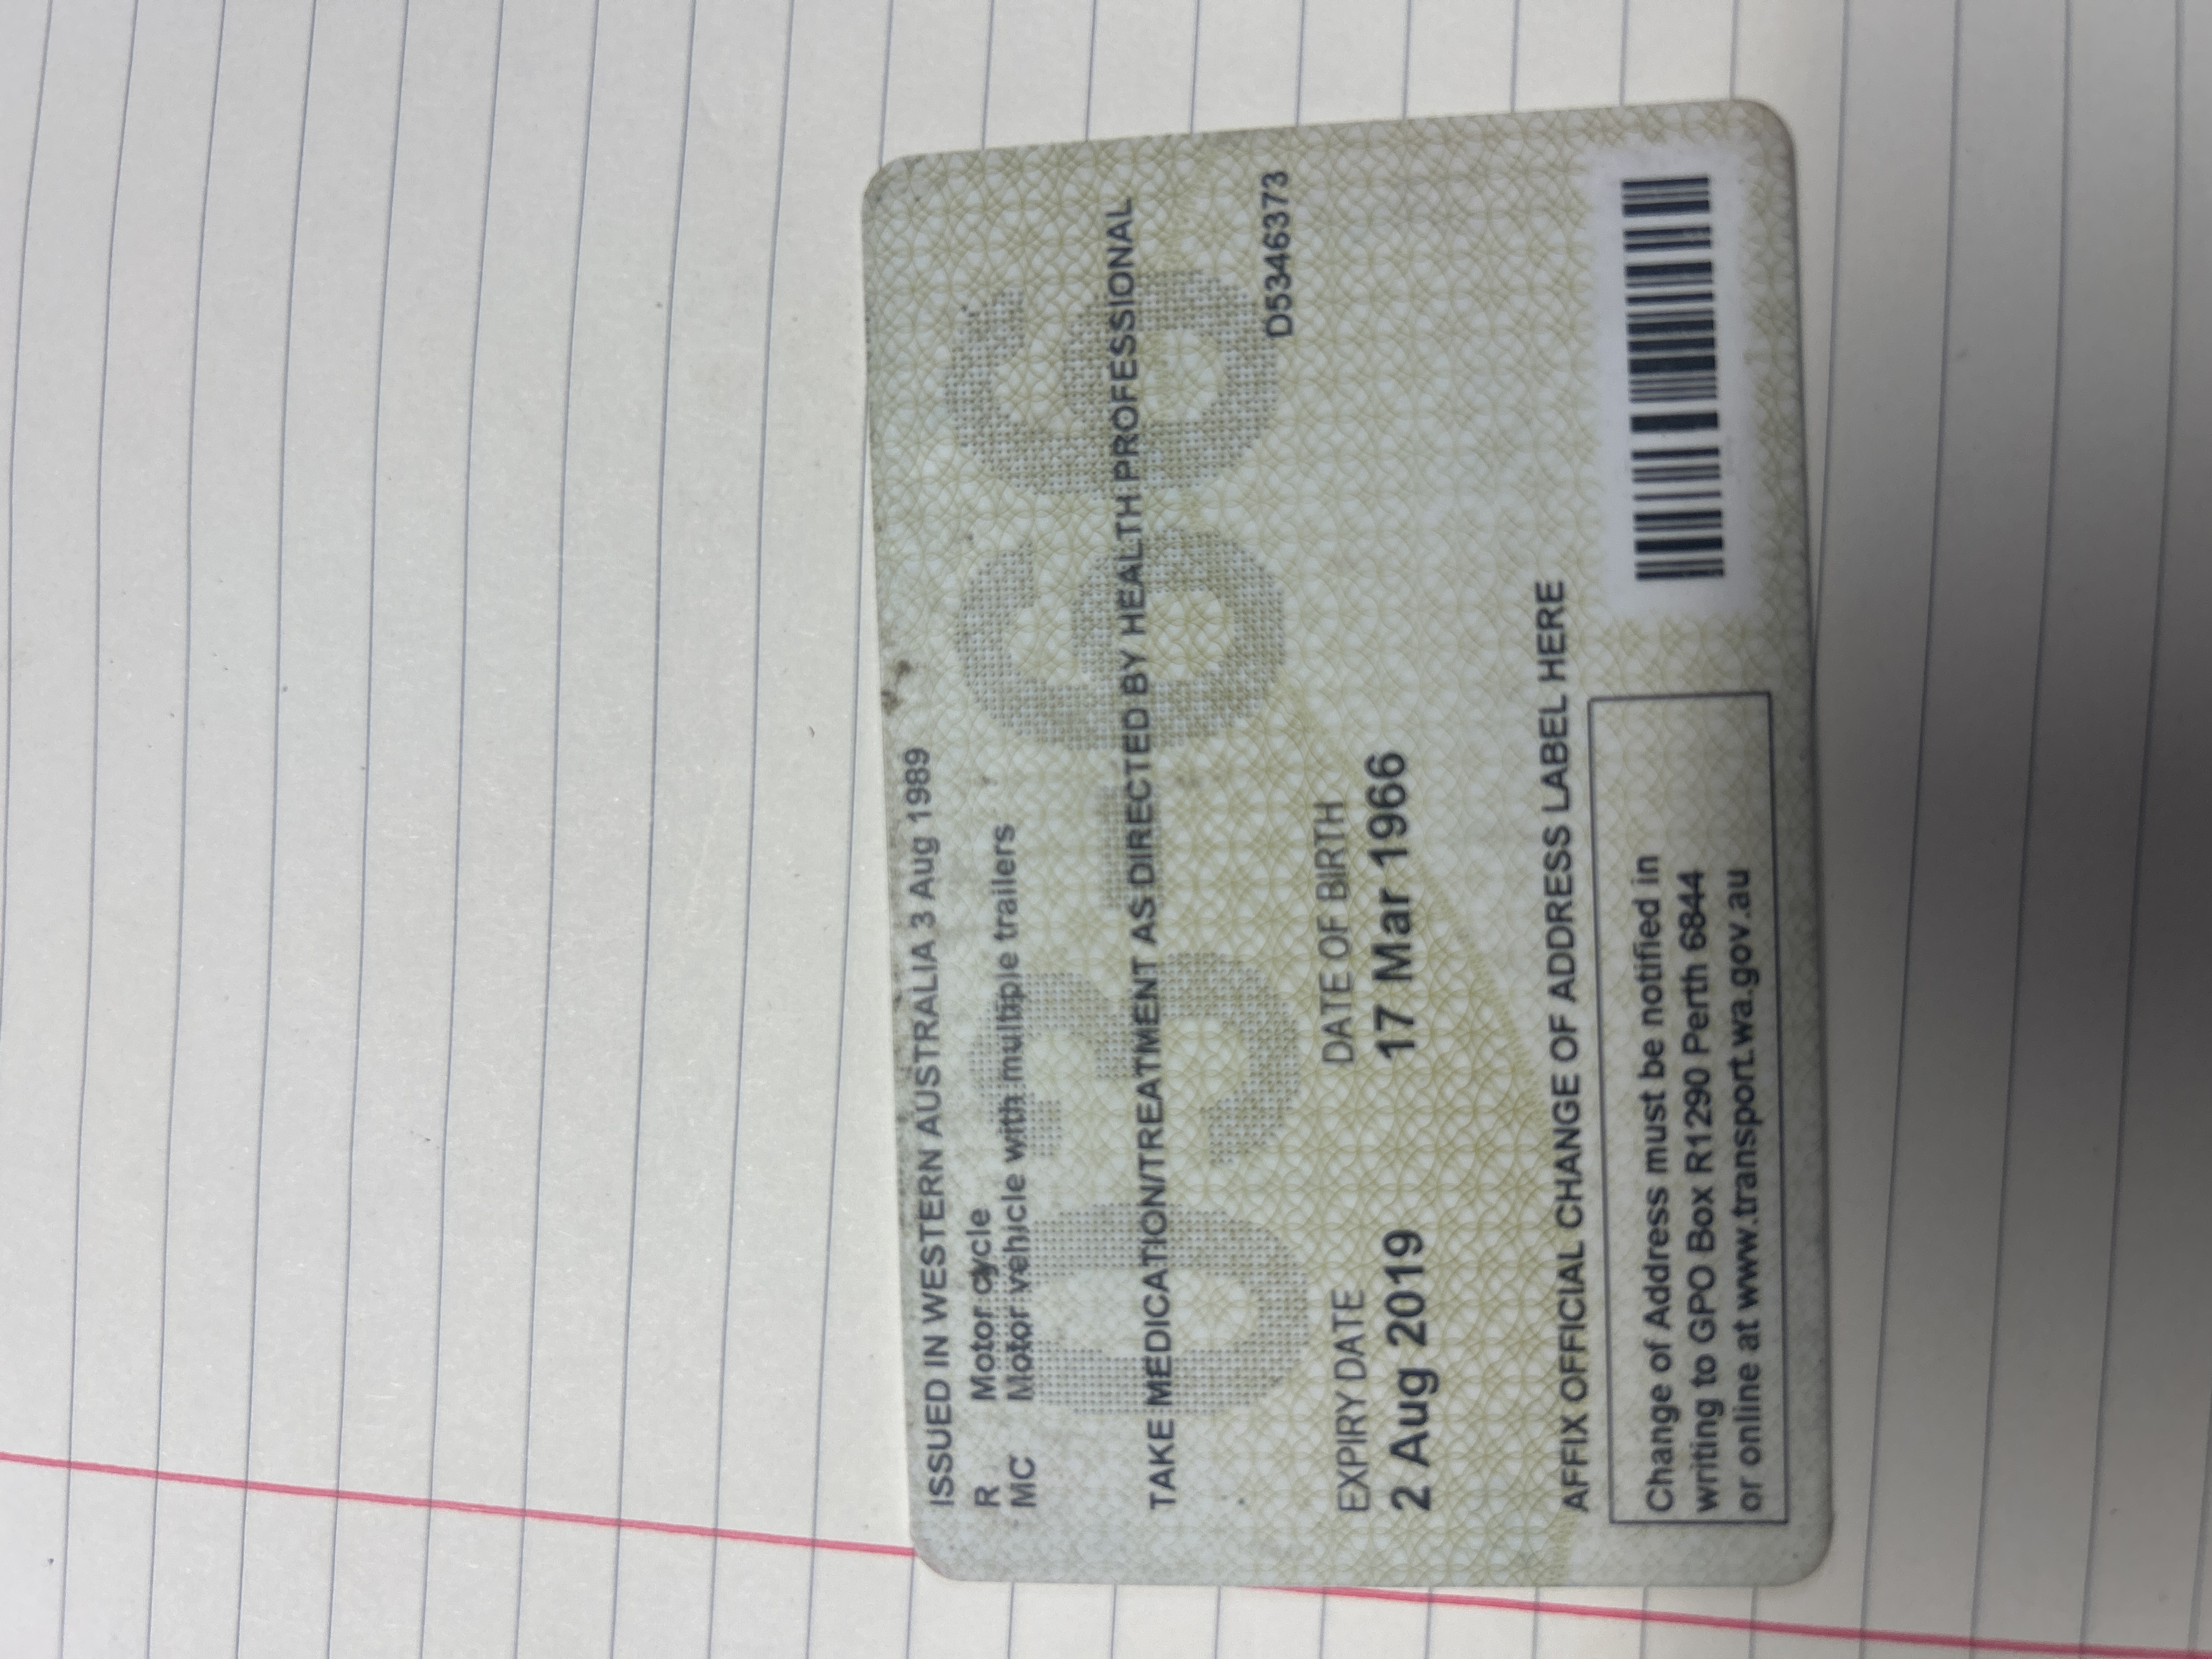 ISSUED IN WESTERN AUSTRALIA 3 Aug 1989
R Motor cycle
MC Motor vehicle with multiple trailers
03-66
TAKE MEDICATION/TREATMENT AS DIRECTED BY HEALTH PROFESSIONAL
D5346373
EXPIRY DATE DATE OF BIRTH
2 Aug 2019 17 Mar 1966
AFFIX OFFICIAL CHANGE OF ADDRESS LABEL HERE
Change of Address must be notified in
writing to GPO Box R1290 Perth 6844
or online at www.transport.wa.gov.au